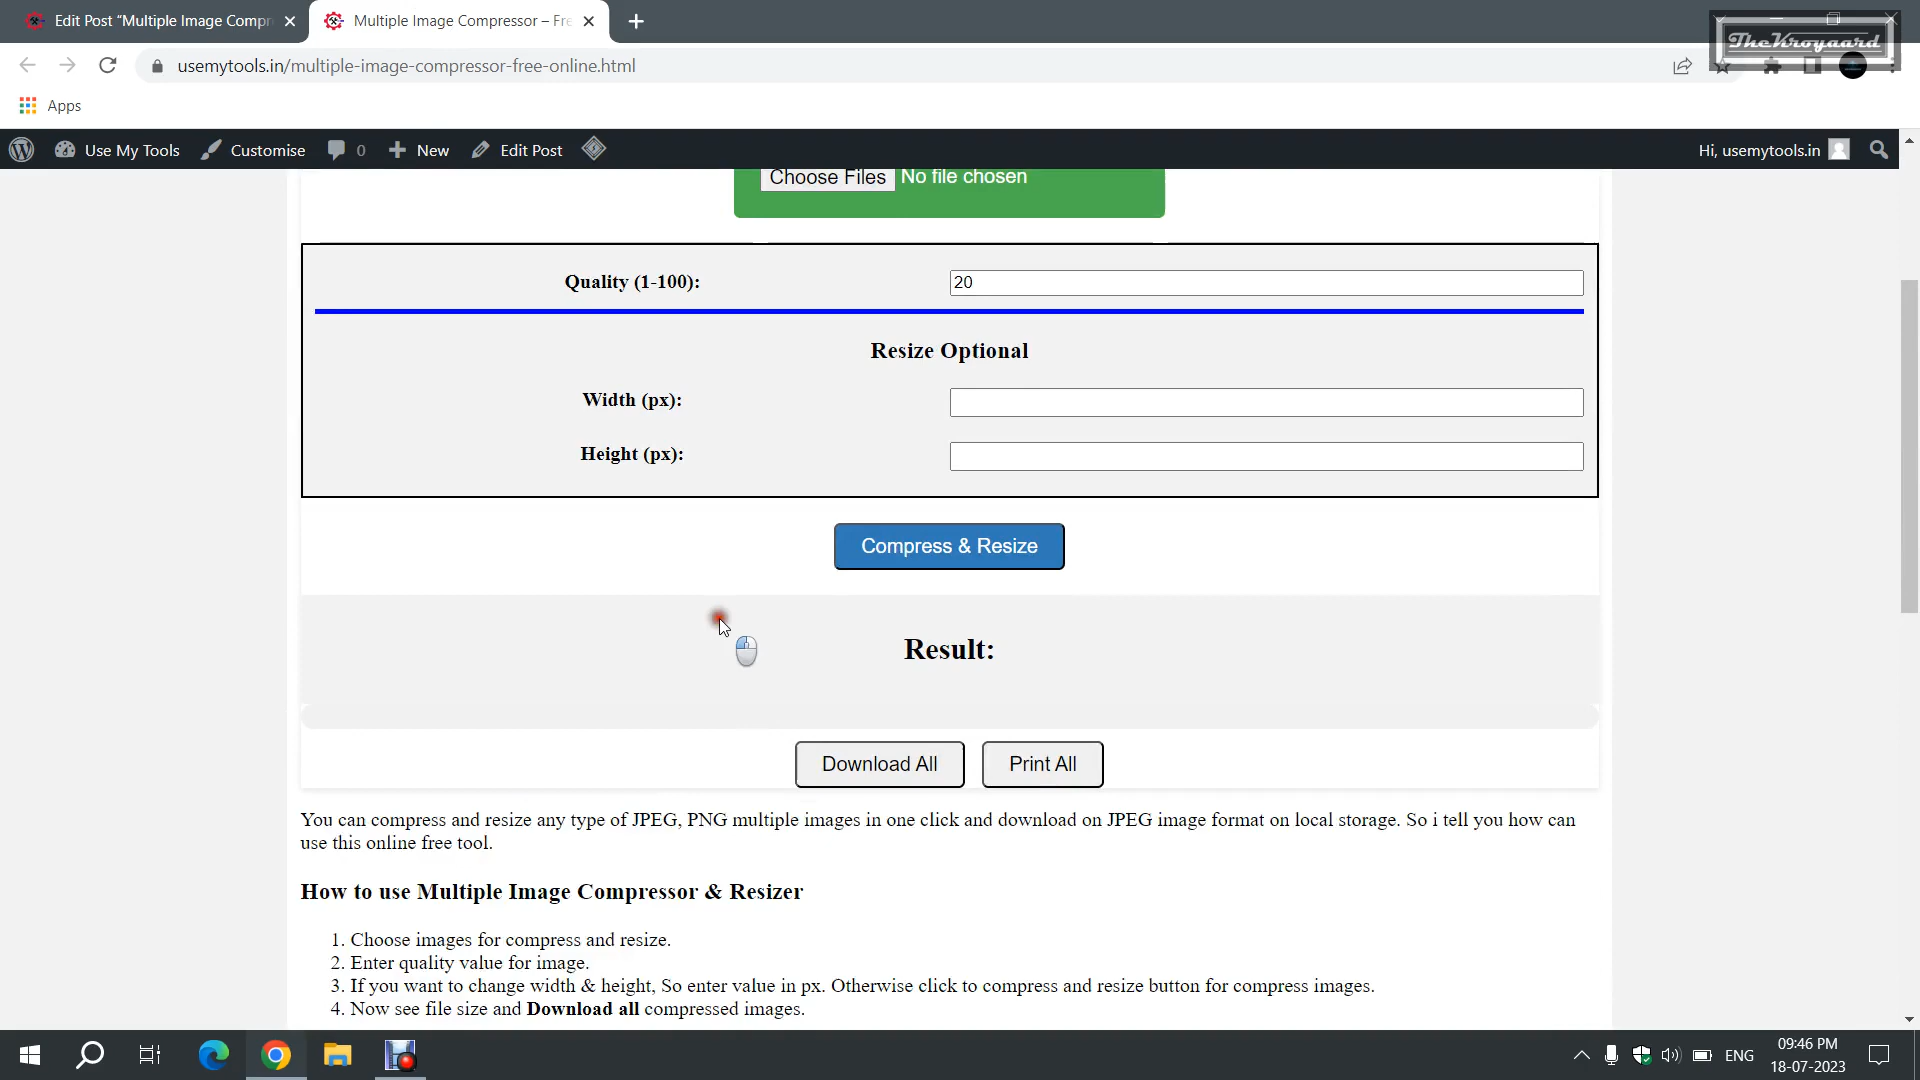 Edit Post “Multiple Image Compr
Multiple Image Compressor – Fre
TheKroyaard
usemytools.in/multiple-image-compressor-free-online.html
Apps
Use My Tools
Customise
0
New
Edit Post
Hi, usemytools.in
Choose Files No file chosen
Quality (1-100):
20
Resize Optional
Width (px):
Height (px):
Compress & Resize
Result:
Download All
Print All
You can compress and resize any type of JPEG, PNG multiple images in one click and download on JPEG image format on local storage. So i tell you how can
use this online free tool.
How to use Multiple Image Compressor & Resizer
1. Choose images for compress and resize.
2. Enter quality value for image.
3. If you want to change width & height, So enter value in px. Otherwise click to compress and resize button for compress images.
4. Now see file size and Download all compressed images.
ENG
09:46 PM
18-07-2023